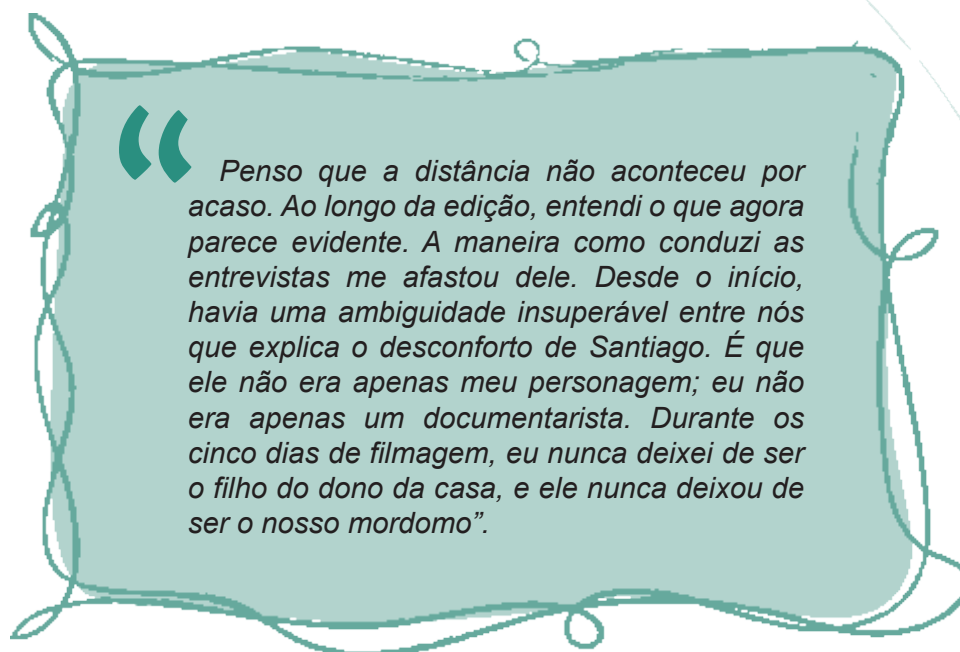 “ Penso que a distância não aconteceu por
acaso. Ao longo da edição, entendi o que agora
parece evidente. A maneira como conduzi as
entrevistas me afastou dele. Desde o início,
havia uma ambiguidade insuperável entre nós
que explica o desconforto de Santiago. É que
ele não era apenas meu personagem; eu não
era apenas um documentarista. Durante os
cinco dias de filmagem, eu nunca deixei de ser
o filho do dono da casa, e ele nunca deixou de
ser o nosso mordomo”.